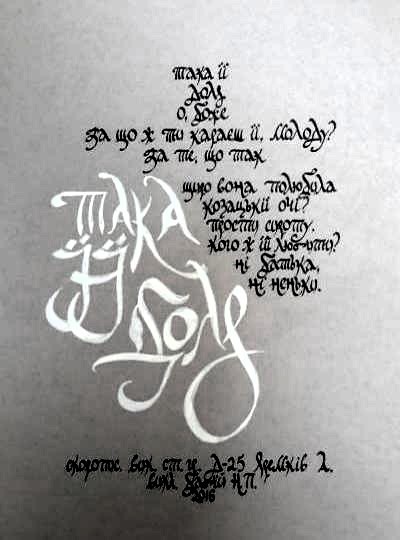 така її
доля
о, боже
за що ж ти караєш її, молоду?
за те, що так
щиро вона полюбила
козацькії очі?
прости сироту.
кого ж їй любити?
ні батька,
ні неньки.
така
її
доля
скоропис. вик. ст. гр. Д-25 Яремків
викл. Бабій Н.П.
2016